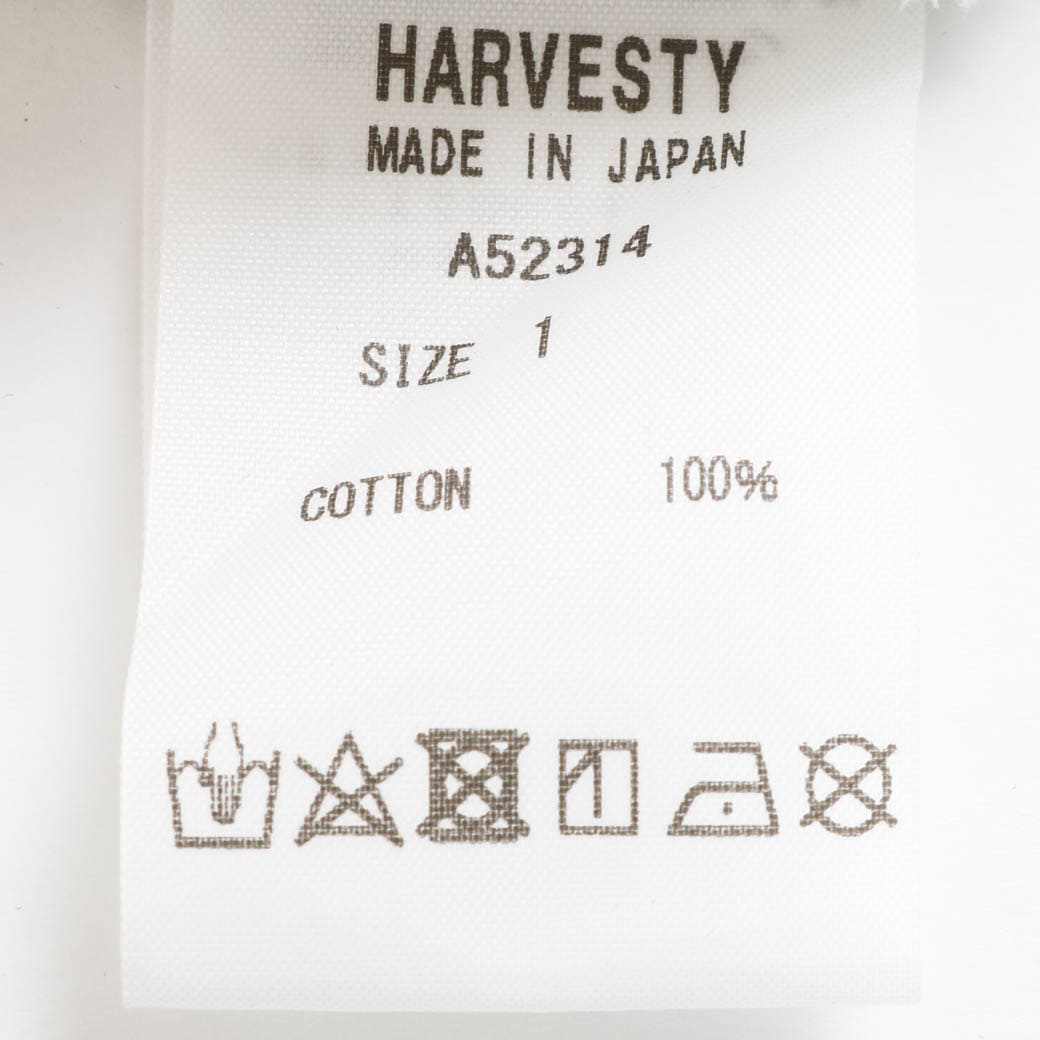 HARVESTY
MADE IN JAPAN
A52314
SIZE 1
COTTON 100%